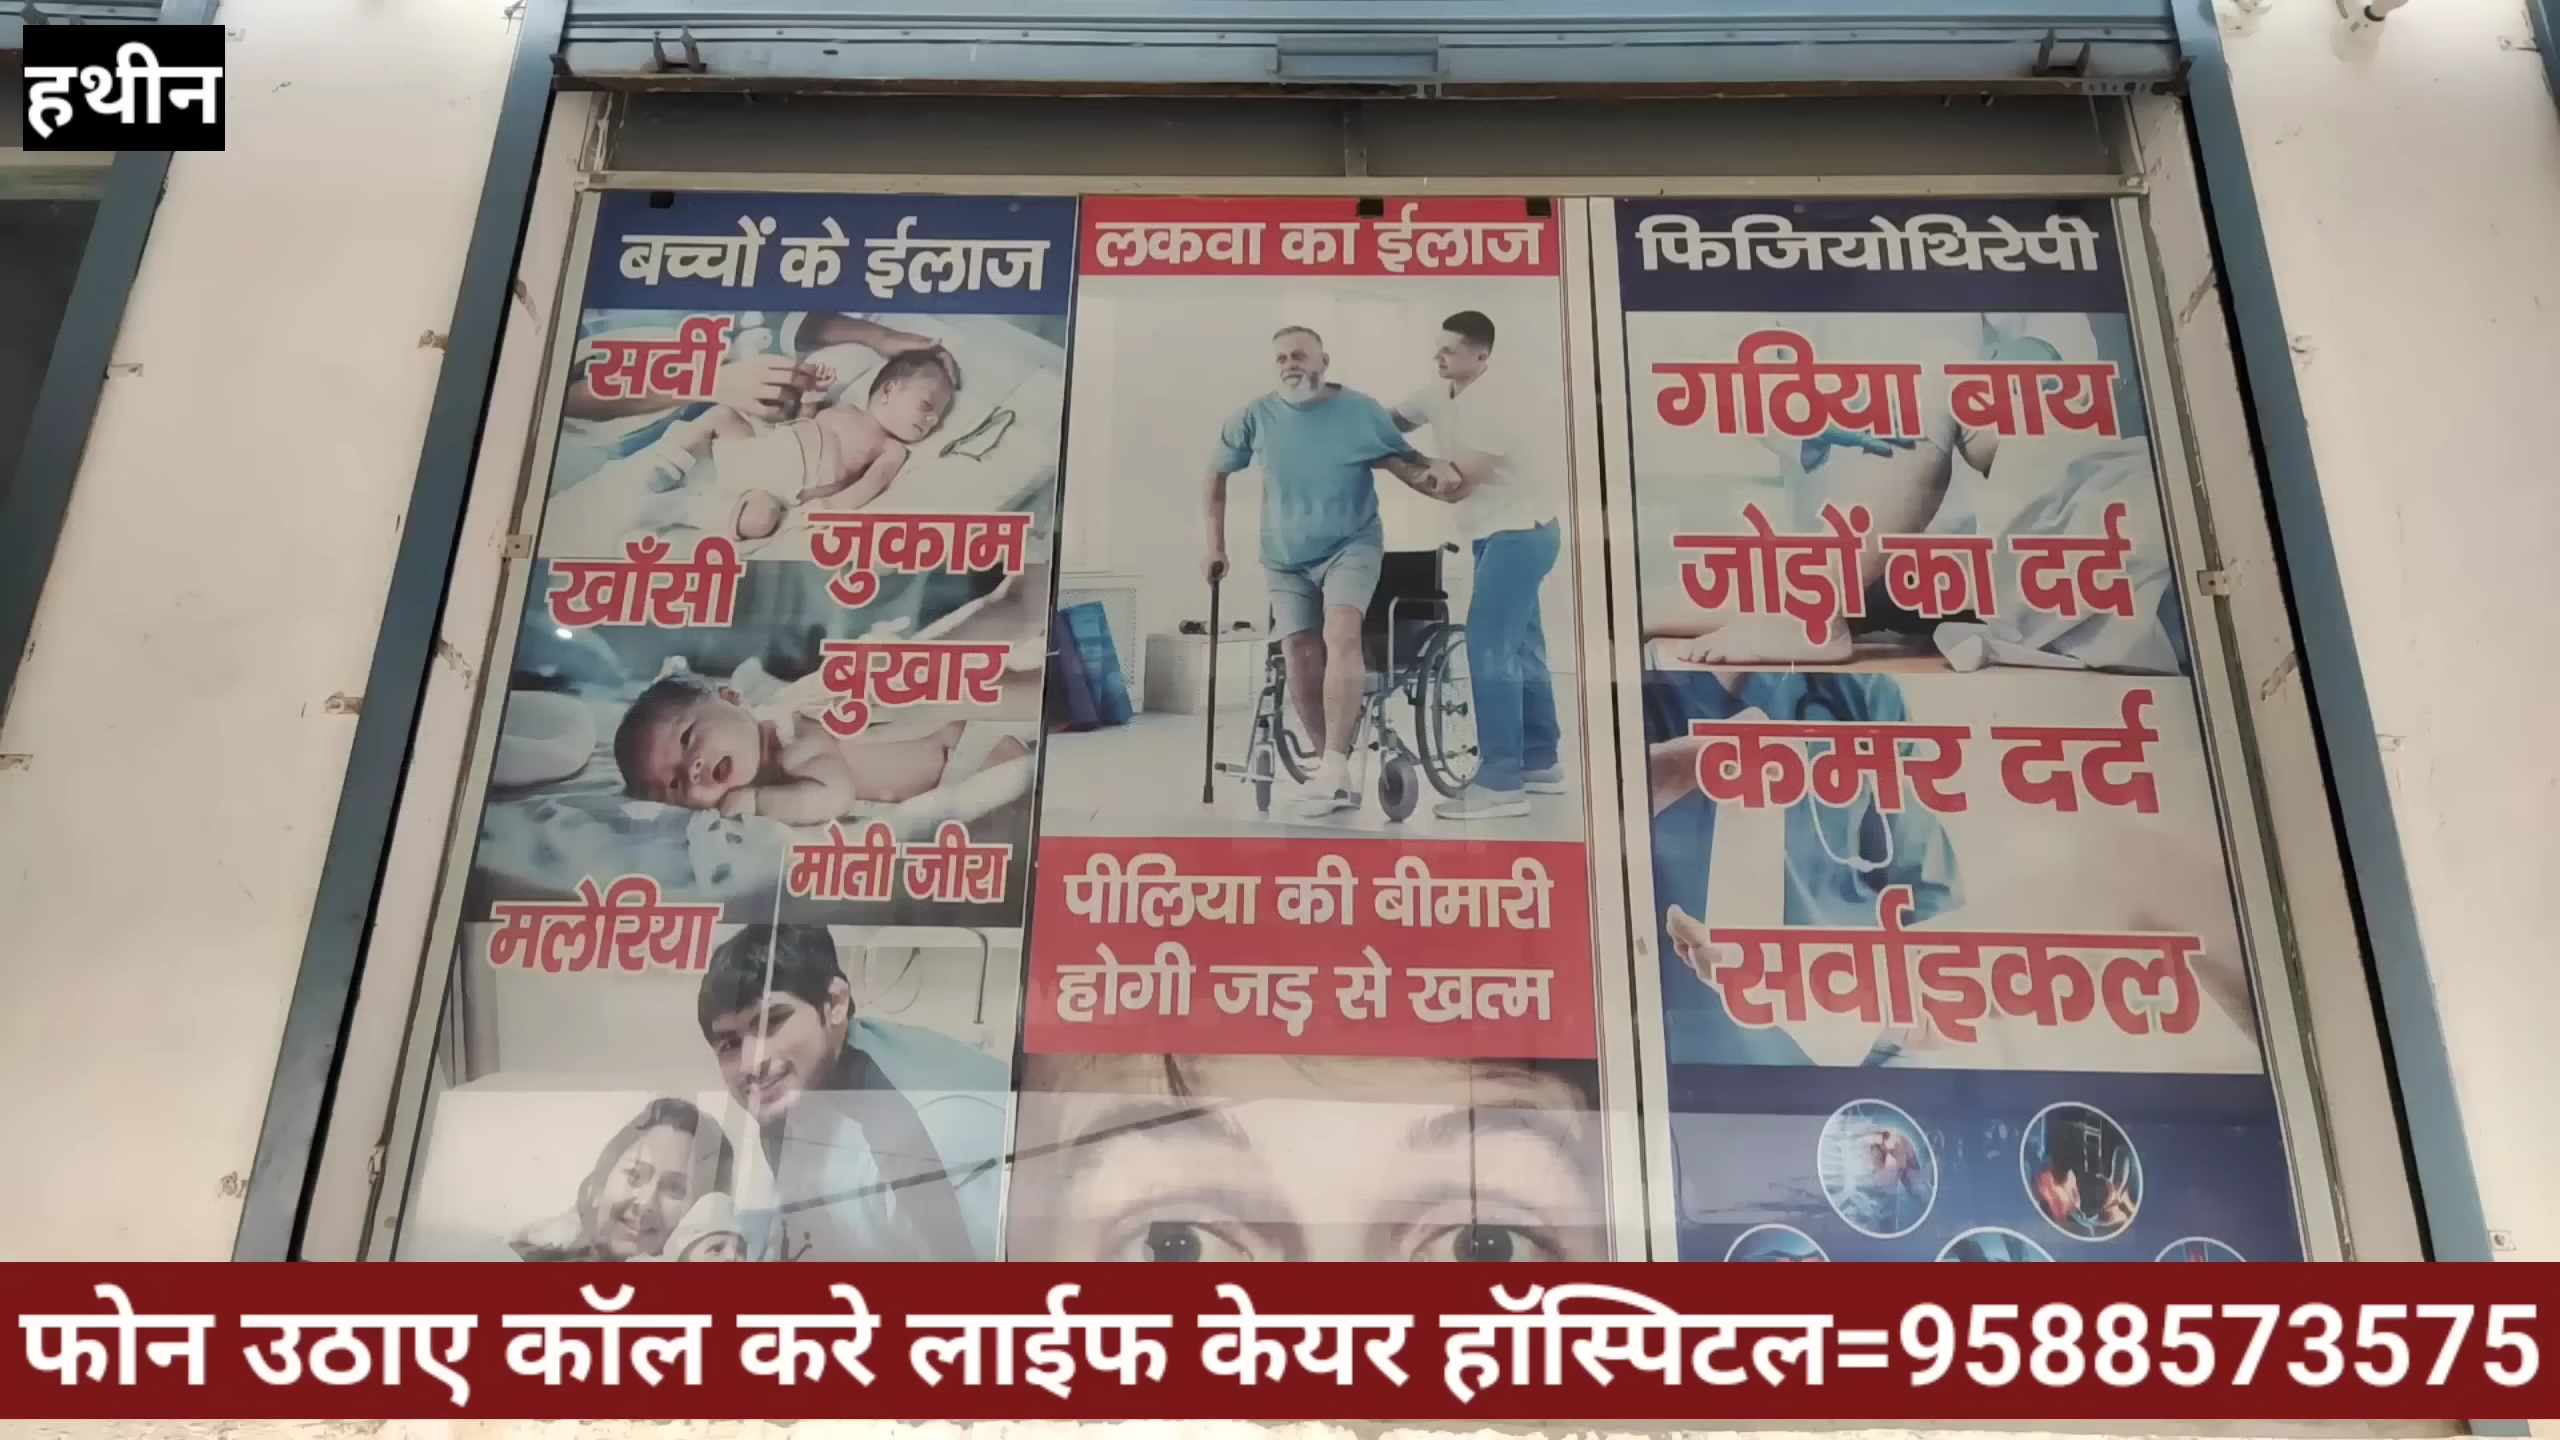 हथीन
बच्चों के ईलाज
सर्दी
जुकाम
खाँसी
बुखार
मोती जीरा
मलेरिया
लकवा का ईलाज
पीलिया की बीमारी
होगी जड़ से खत्म
फिजियोथिरेपी
गठिया बाय
जोड़ों का दर्द
कमर दर्द
सर्वाइकल
फोन उठाए कॉल करे लाईफ केयर हॉस्पिटल=9588573575